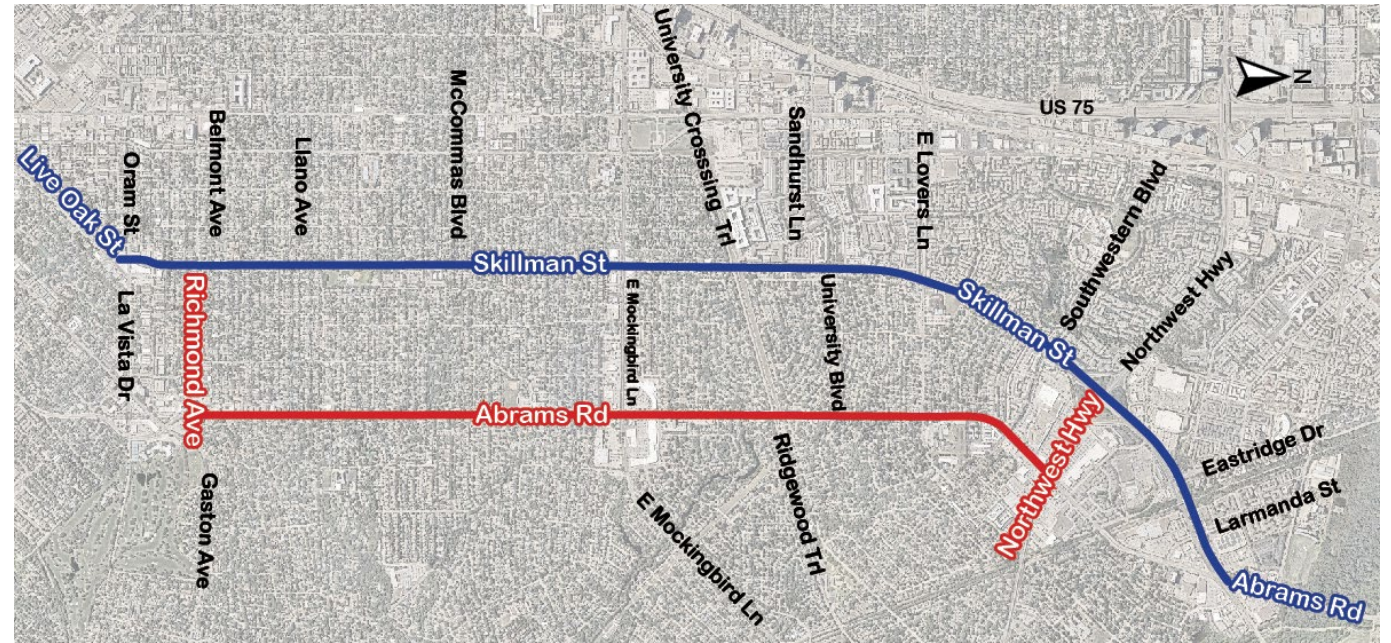 University Crosssing Trl
McCommas Blvd
US 75
N
Belmont Ave
Llano Ave
Sandhurst Ln
E Lovers Ln
Live Oak St
Oram St
Southwestern Blvd
Northwest Hwy
Skillman St
Skillman St
La Vista Dr
Richmond Ave
E Mockingbird Ln
University Blvd
Abrams Rd
Northwest Hwy
Eastridge Dr
Gaston Ave
Ridgewood Trl
Larmanda St
E Mockingbird Ln
Abrams Rd